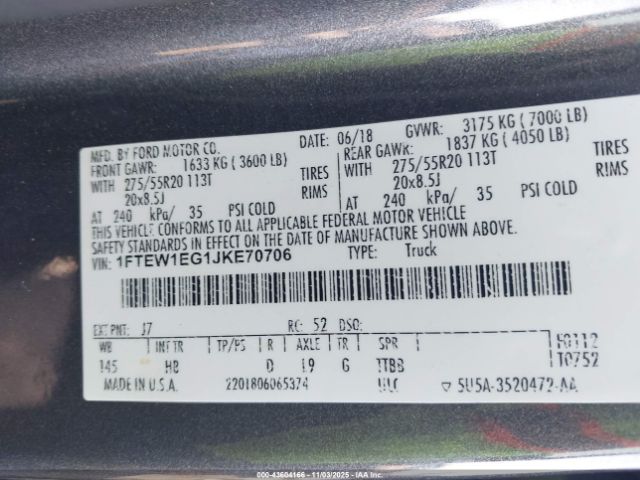 MFD. BY FORD MOTOR CO. DATE: 06/18 GVWR: 3175 KG ( 7000 LB)
FRONT GAWR: 1633 KG (3600 LB) REAR GAWR: 1837 KG ( 4050 LB)
WITH 275/55R20 113T TIRES WITH 275/55R20 113T TIRES
20x8.5J RIMS 20x8.5J RIMS
AT 240 kPa/ 35 PSI COLD AT 240 kPa/ 35 PSI COLD
THIS VEHICLE CONFORMS TO ALL APPLICABLE FEDERAL MOTOR VEHICLE
SAFETY STANDARDS IN EFFECT ON THE DATE OF MANUFACTURE SHOWN ABOVE.
VIN: 1FTEW1EG1JKE70706 TYPE: Truck
EXT PNT: J7 RC: 52 DSO:
WB INT TR TP/PS R AXLE TR SPR F0112
145 HB D L9 G TTBB T0752
MADE IN U.S.A. 2201806065374 5U5A-3520472-AA
000-43604166 - 11/03/2025 - IAAI.COM